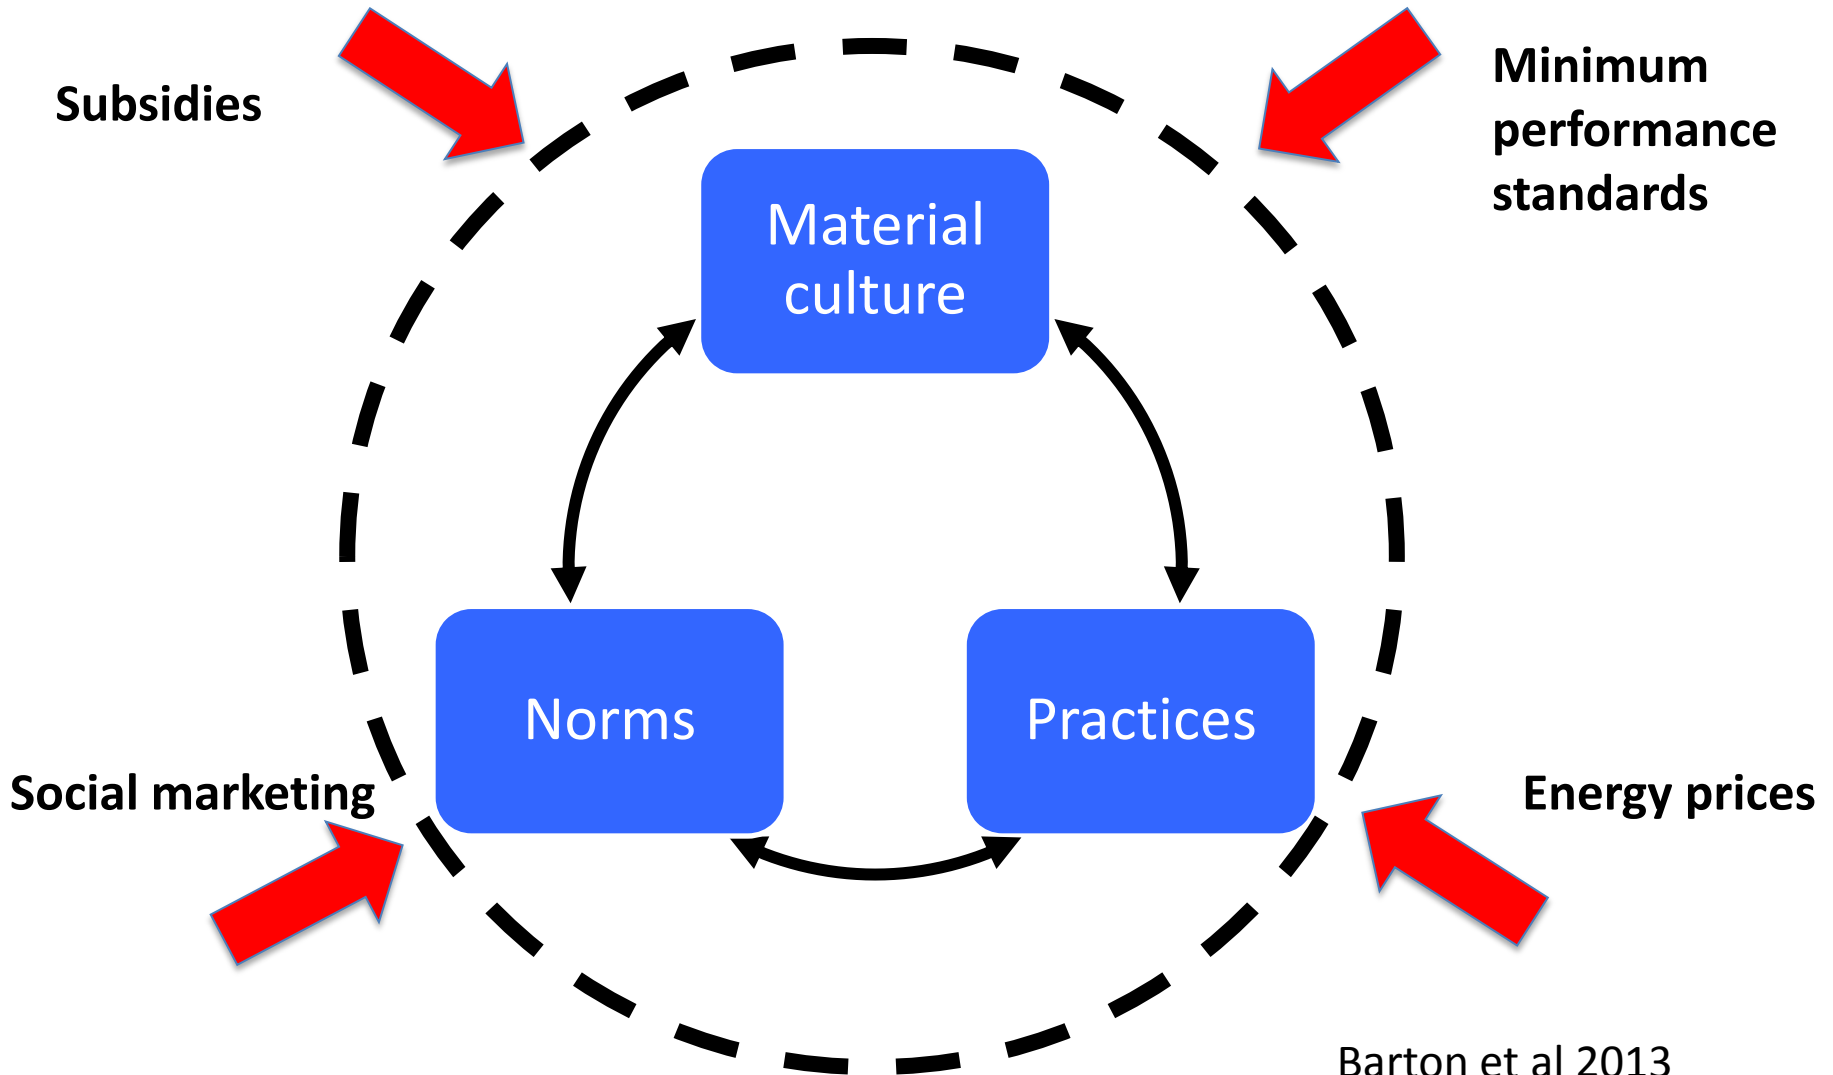 Subsidies
Minimum
performance
standards
Material
culture
Norms
Practices
Social marketing
Energy prices
Barton et al 2013